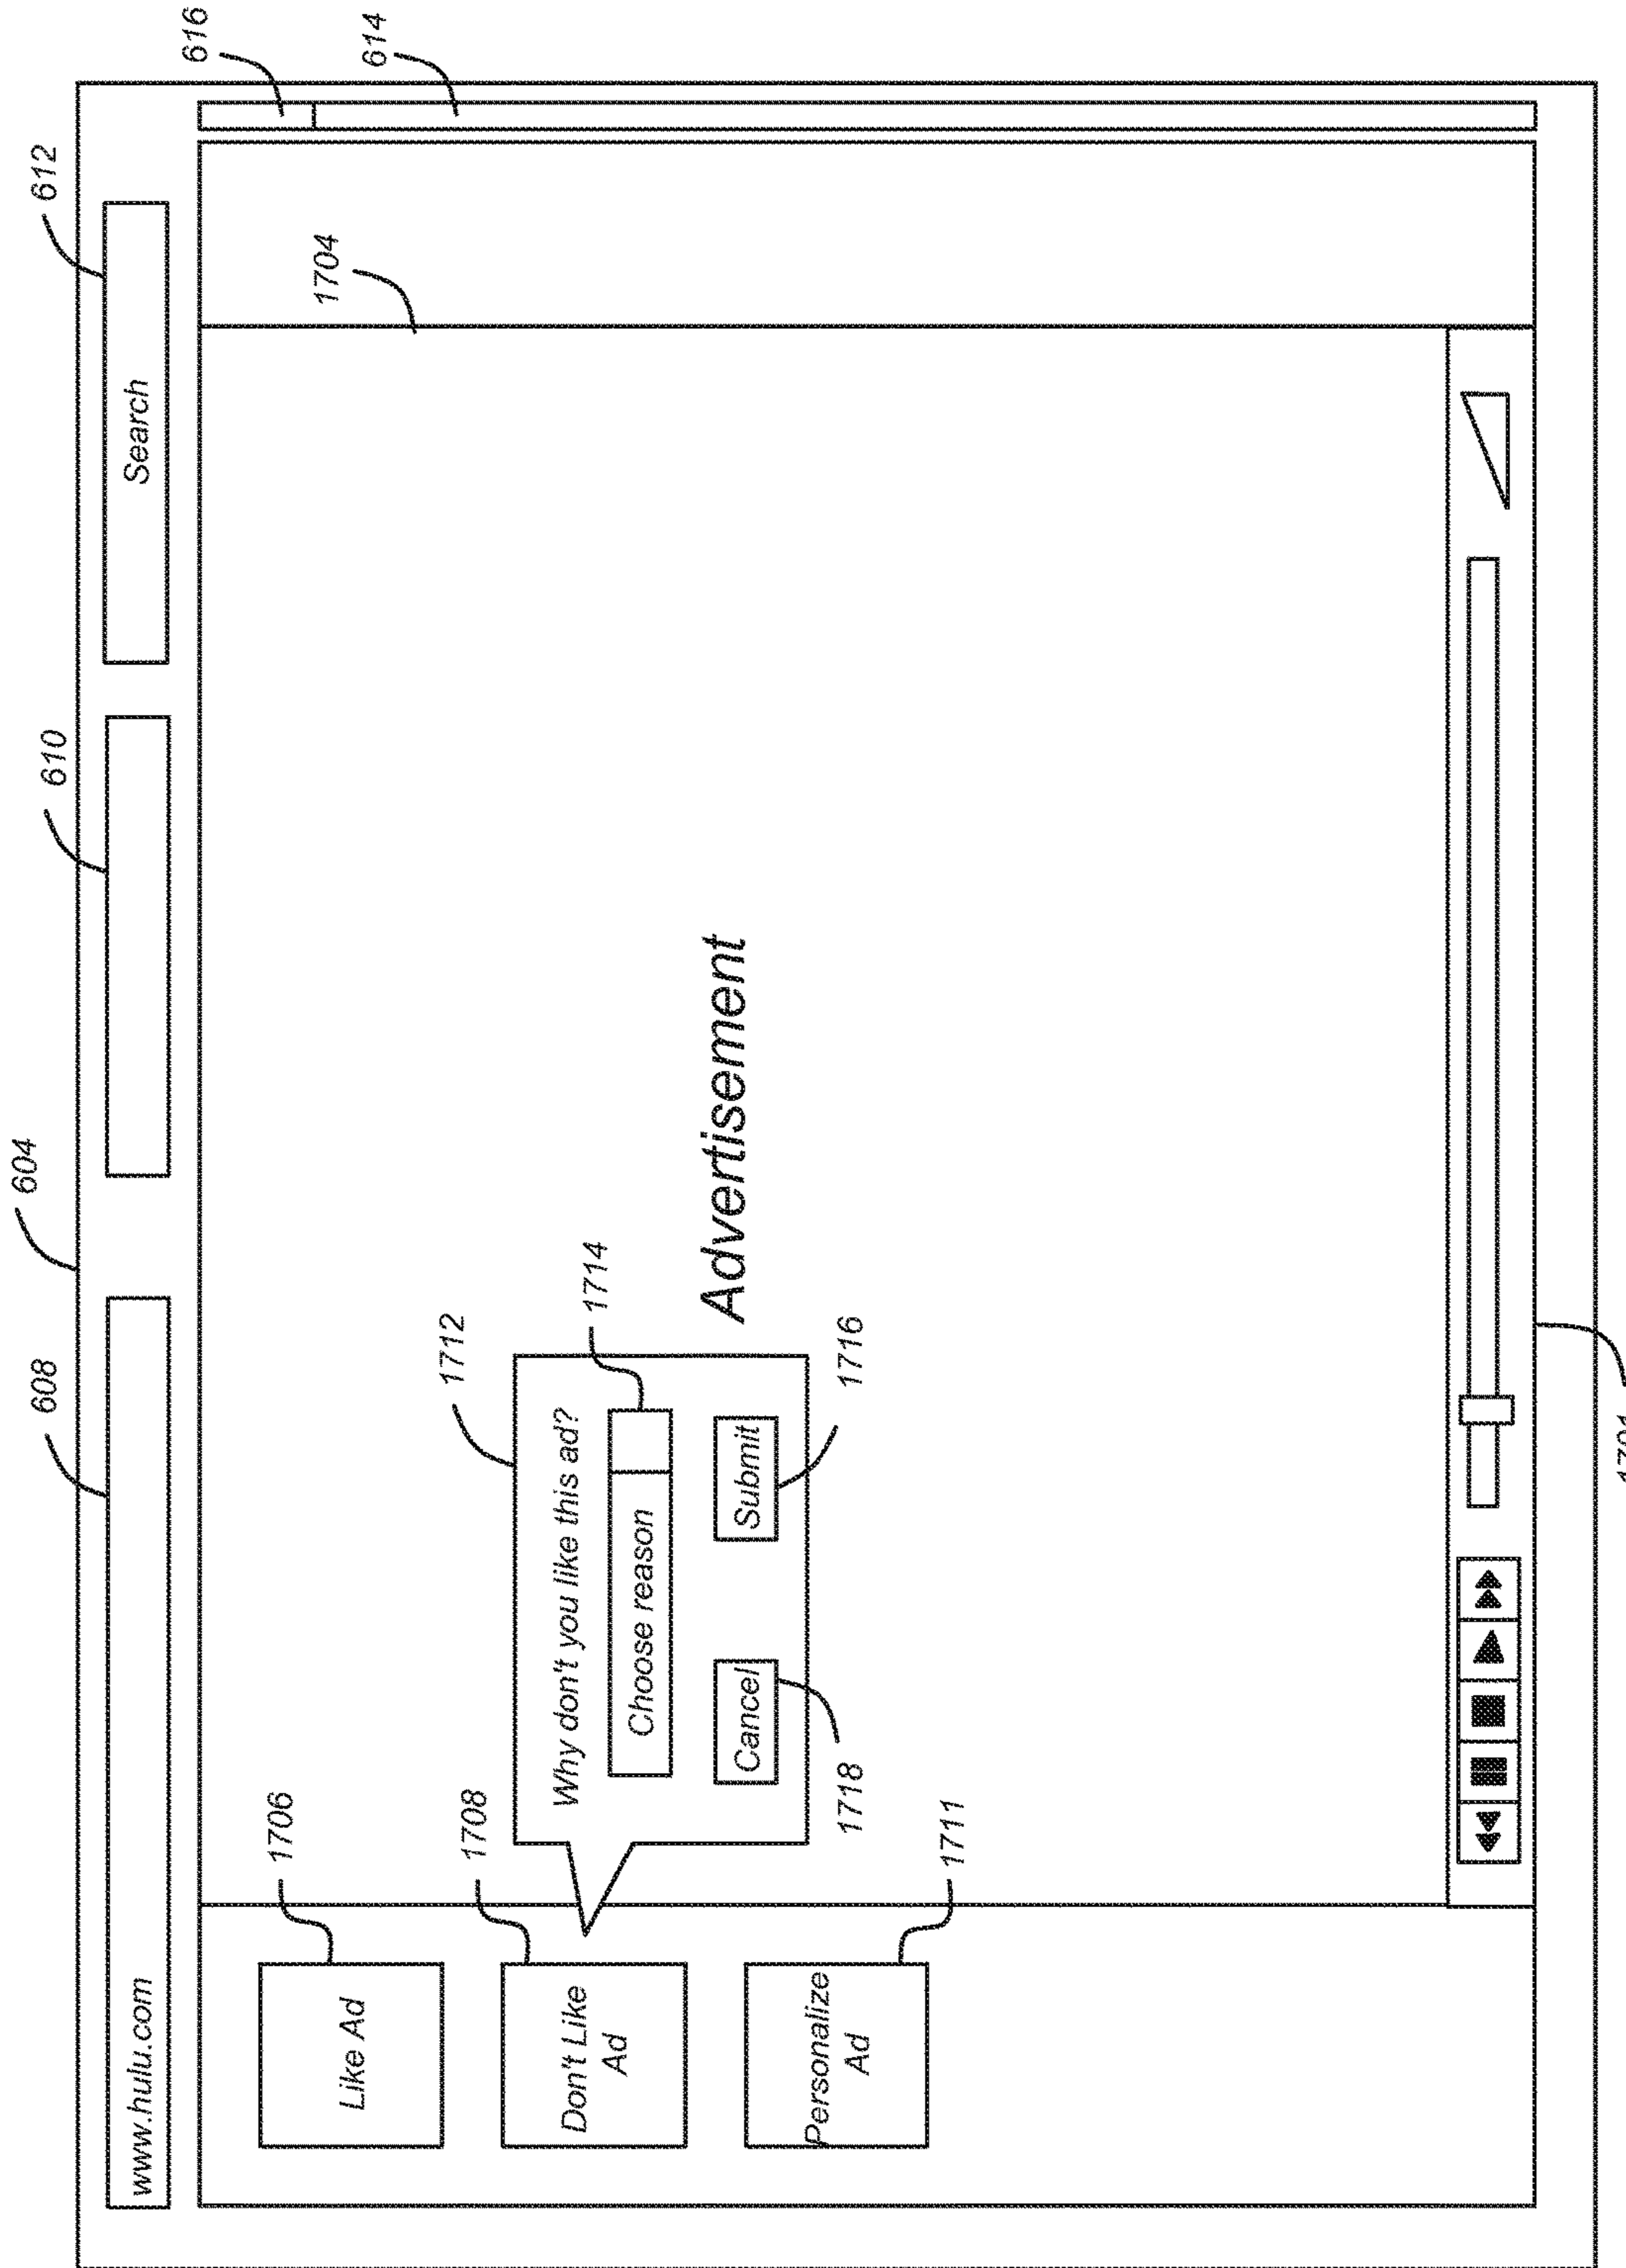 604
608
610
612
www.hulu.com
Search
616
614
1704
1706
Like Ad
1708
Don't Like
Ad
1711
Personalize
Ad
1712
Why don't you like this ad?
1714
Choose reason
Cancel
Submit
1718
1716
Advertisement